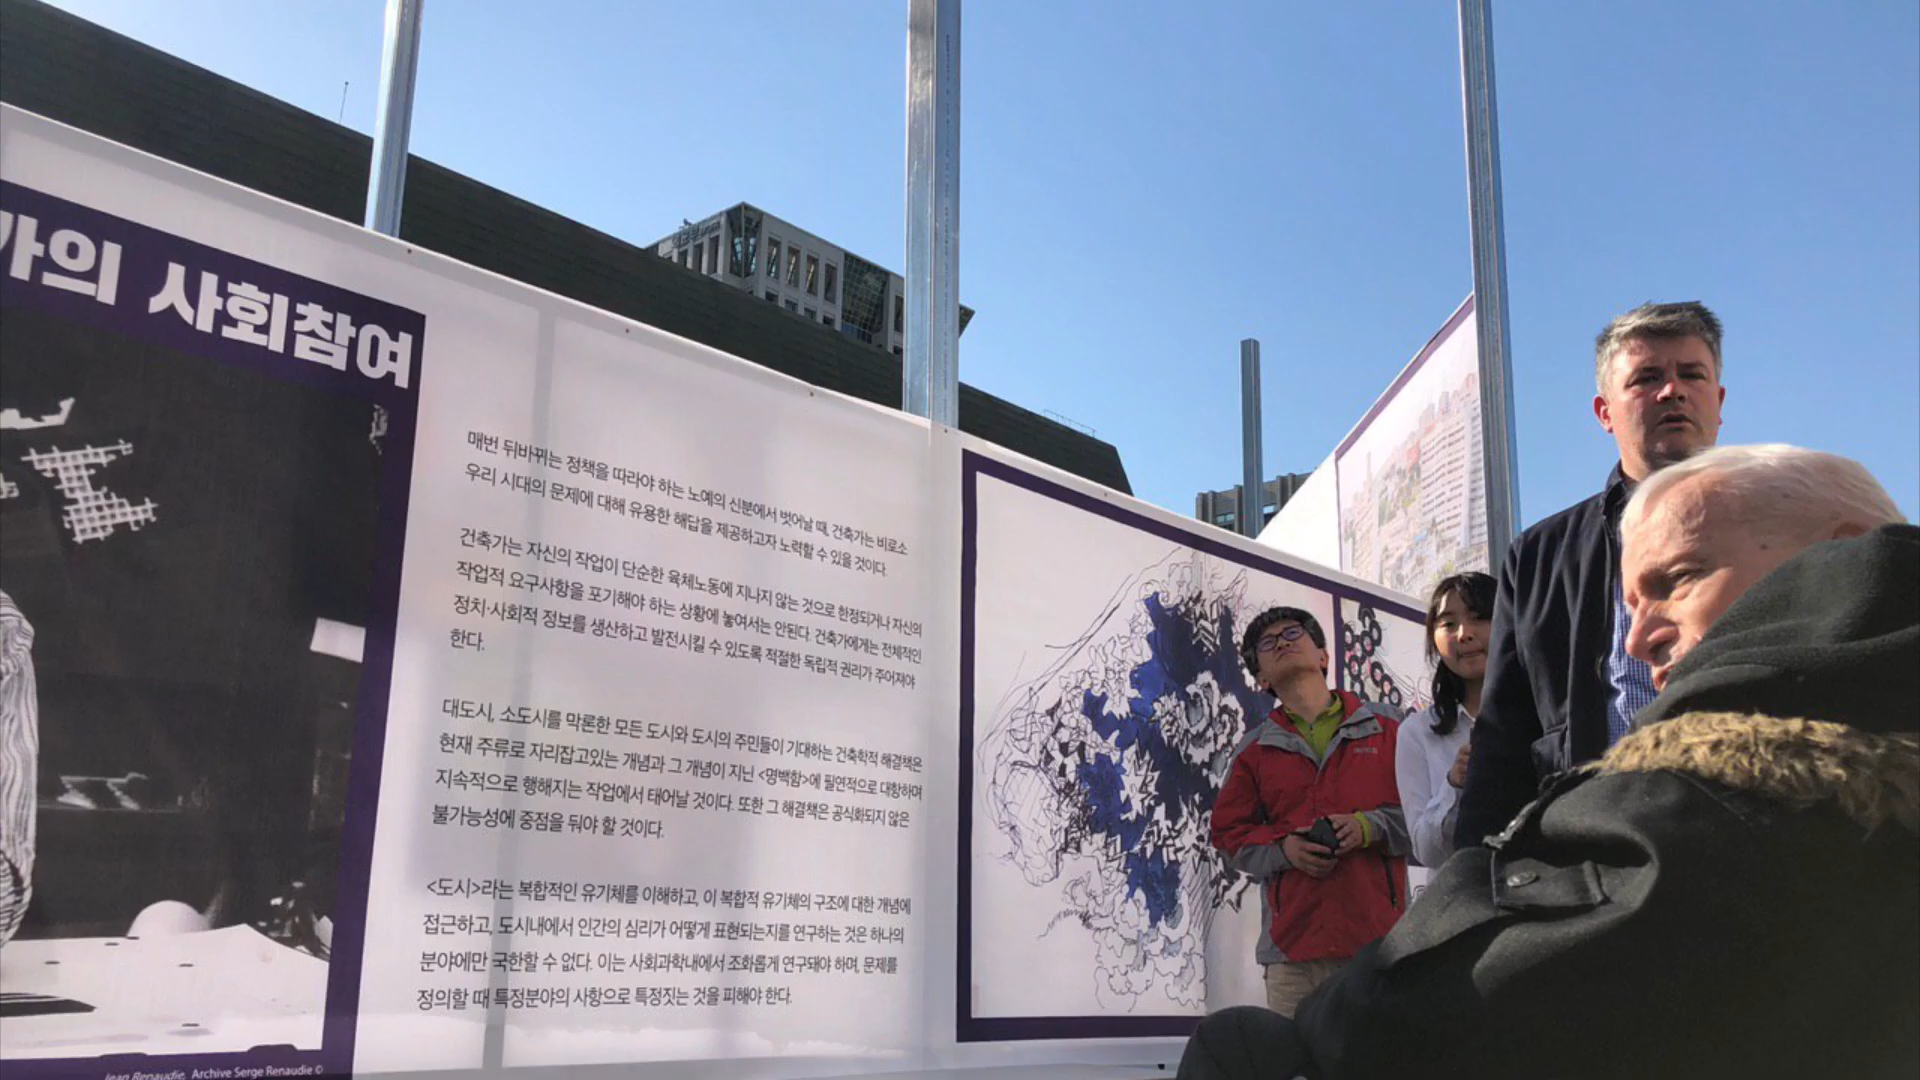 가의 사회참여
매번 뒤바뀌는 정책을 따라야 하는 노예의 신분에서 벗어날 때, 건축가는 비로소
우리 시대의 문제에 대해 유용한 해답을 제공하고자 노력할 수 있을 것이다.
건축가는 자신의 작업이 단순한 육체노동에 지나지 않는 것으로 한정되거나 자신의
작업적 요구사항을 포기해야 하는 상황에 놓여서는 안된다. 건축가에게는 전체적인
정치·사회적 정보를 생산하고 발전시킬 수 있도록 적절한 독립적 권리가 주어져야
한다.
대도시, 소도시를 막론한 모든 도시와 도시의 주민들이 기대하는 건축학적 해결책은
현재 주류로 자리잡고있는 개념과 그 개념이 지닌 <명백함>에 필연적으로 대항하며
지속적으로 행해지는 작업에서 태어날 것이다. 또한 그 해결책은 공식화되지 않은
불가능성에 중점을 둬야 할 것이다.
<도시>라는 복합적인 유기체를 이해하고, 이 복합적 유기체의 구조에 대한 개념에
접근하고, 도시내에서 인간의 심리가 어떻게 표현되는지를 연구하는 것은 하나의
분야에만 국한할 수 없다. 이는 사회과학내에서 조화롭게 연구돼야 하며, 문제를
정의할 때 특정분야의 사항으로 특정짓는 것을 피해야 한다.
Jean Renaudie, Archive Serge Renaudie ©